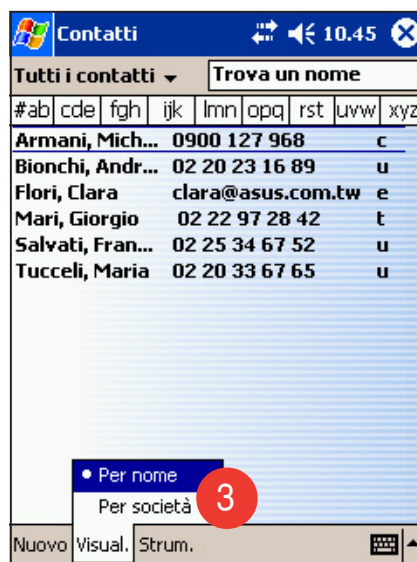 Contatti 10.45
Tutti i contatti Trova un nome
#ab cde fgh ijk lmn opq rst uvw xyz
Armani, Mich... 0900 127 968 c
Bionchi, Andr... 02 20 23 16 89 u
Flori, Clara clara@asus.com.tw e
Mari, Giorgio 02 22 97 28 42 t
Salvati, Fran... 02 25 34 67 52 u
Tucceli, Maria 02 20 33 67 65 u
Per nome
Per società
3
Nuovo Visual. Strum.